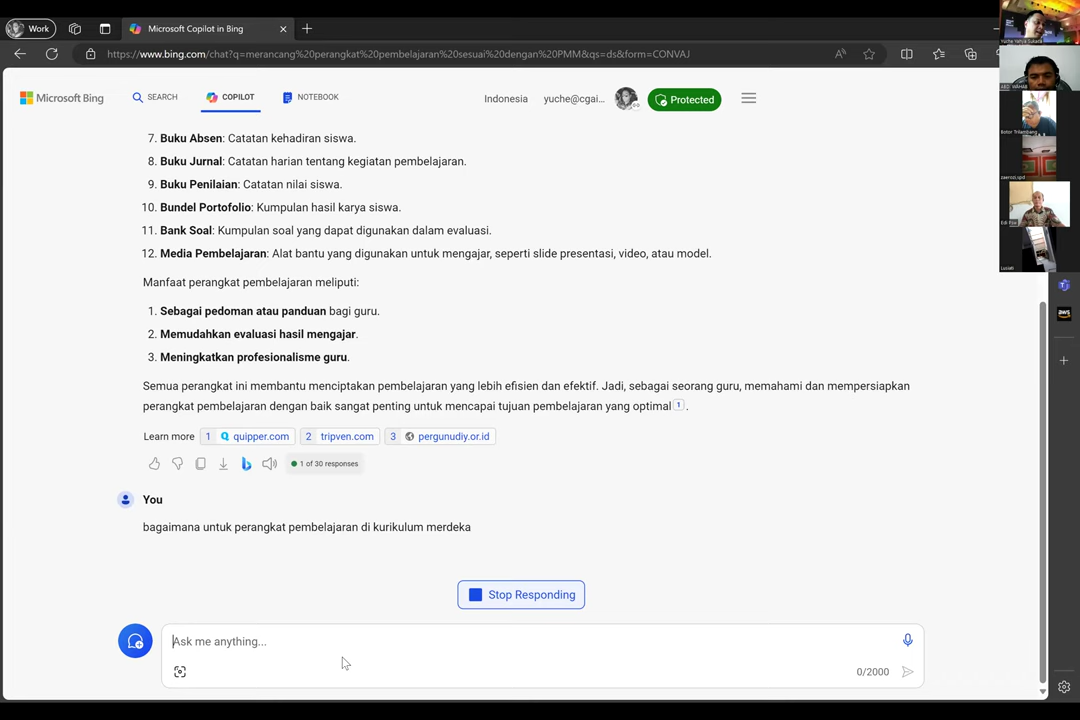 Work
Microsoft Copilot in Bing
https://www.bing.com/chat?q=merancang%20perangkat%20pembelajaran%20sesuai%20dengan%20PMM&qs=ds&form=CONVAJ
Microsoft Bing
SEARCH
COPILOT
NOTEBOOK
Indonesia
yuche@cgai...
Protected
7. Buku Absen: Catatan kehadiran siswa.
8. Buku Jurnal: Catatan harian tentang kegiatan pembelajaran.
9. Buku Penilaian: Catatan nilai siswa.
10. Bundel Portofolio: Kumpulan hasil karya siswa.
11. Bank Soal: Kumpulan soal yang dapat digunakan dalam evaluasi.
12. Media Pembelajaran: Alat bantu yang digunakan untuk mengajar, seperti slide presentasi, video, atau model.
Manfaat perangkat pembelajaran meliputi:
1. Sebagai pedoman atau panduan bagi guru.
2. Memudahkan evaluasi hasil mengajar.
3. Meningkatkan profesionalisme guru.
Semua perangkat ini membantu menciptakan pembelajaran yang lebih efisien dan efektif. Jadi, sebagai seorang guru, memahami dan mempersiapkan
perangkat pembelajaran dengan baik sangat penting untuk mencapai tujuan pembelajaran yang optimal 1 .
Learn more 1 quipper.com 2 tripven.com 3 pergunudiy.or.id
1 of 30 responses
You
bagaimana untuk perangkat pembelajaran di kurikulum merdeka
Stop Responding
Ask me anything...
0/2000
aws